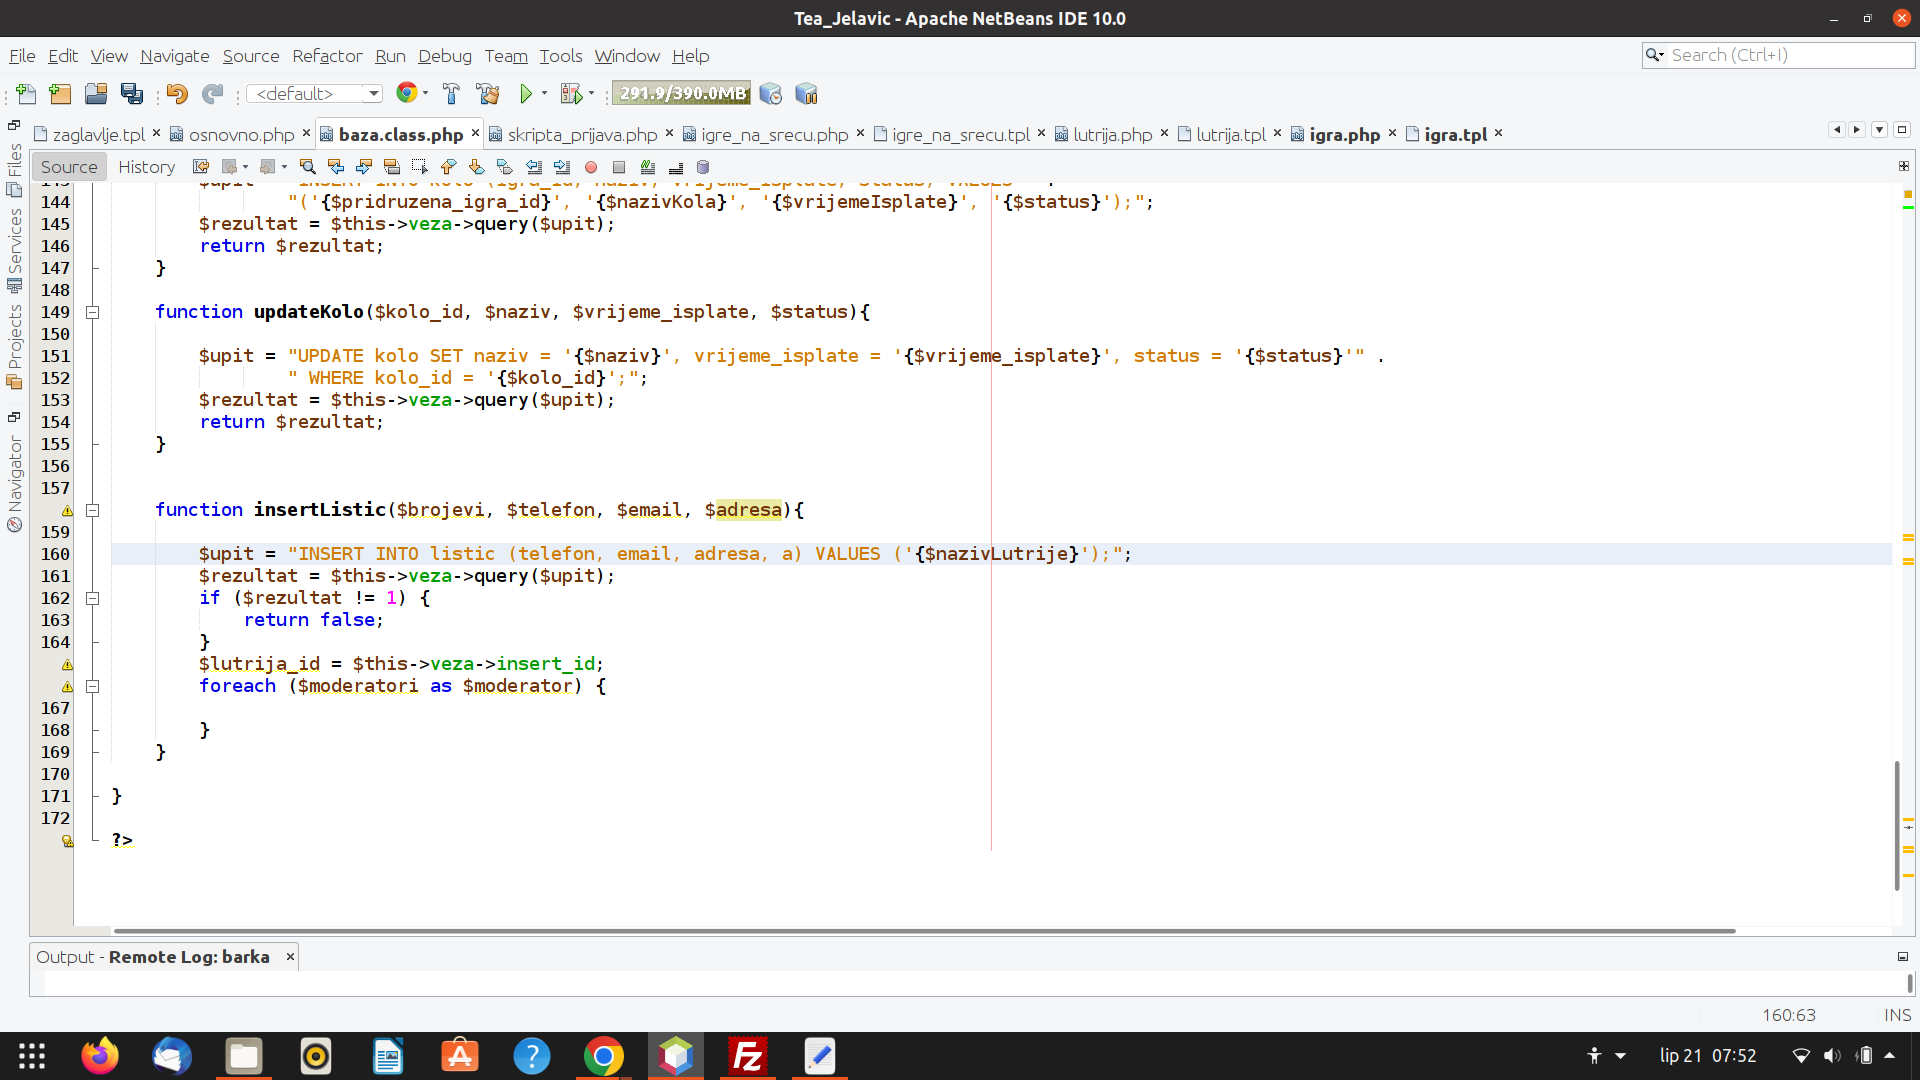 Tea_Jelavic - Apache NetBeans IDE 10.0
File Edit View Navigate Source Refactor Run Debug Team Tools Window Help
Search (Ctrl+I)
<default>
291.9/390.0MB
zaglavlje.tpl osnovno.php baza.class.php skripta_prijava.php igre_na_srecu.php igre_na_srecu.tpl lutrija.php lutrija.tpl igra.php igra.tpl
Source History
Files
Services
Projects
Navigator
144 "('{$pridruzena_igra_id}', '{$nazivKola}', '{$vrijemeIsplate}', '{$status}');";
145 $rezultat = $this->veza->query($upit);
146 return $rezultat;
147 }
148
149 function updateKolo($kolo_id, $naziv, $vrijeme_isplate, $status){
150
151 $upit = "UPDATE kolo SET naziv = '{$naziv}', vrijeme_isplate = '{$vrijeme_isplate}', status = '{$status}'" .
152 " WHERE kolo_id = '{$kolo_id}';";
153 $rezultat = $this->veza->query($upit);
154 return $rezultat;
155 }
156
157
function insertListic($brojevi, $telefon, $email, $adresa){
159
160 $upit = "INSERT INTO listic (telefon, email, adresa, a) VALUES ('{$nazivLutrije}');";
161 $rezultat = $this->veza->query($upit);
162 if ($rezultat != 1) {
163 return false;
164 }
$lutrija_id = $this->veza->insert_id;
foreach ($moderatori as $moderator) {
167
168 }
169 }
170
171 }
172
?>
Output - Remote Log: barka
160:63 INS
lip 21 07:52